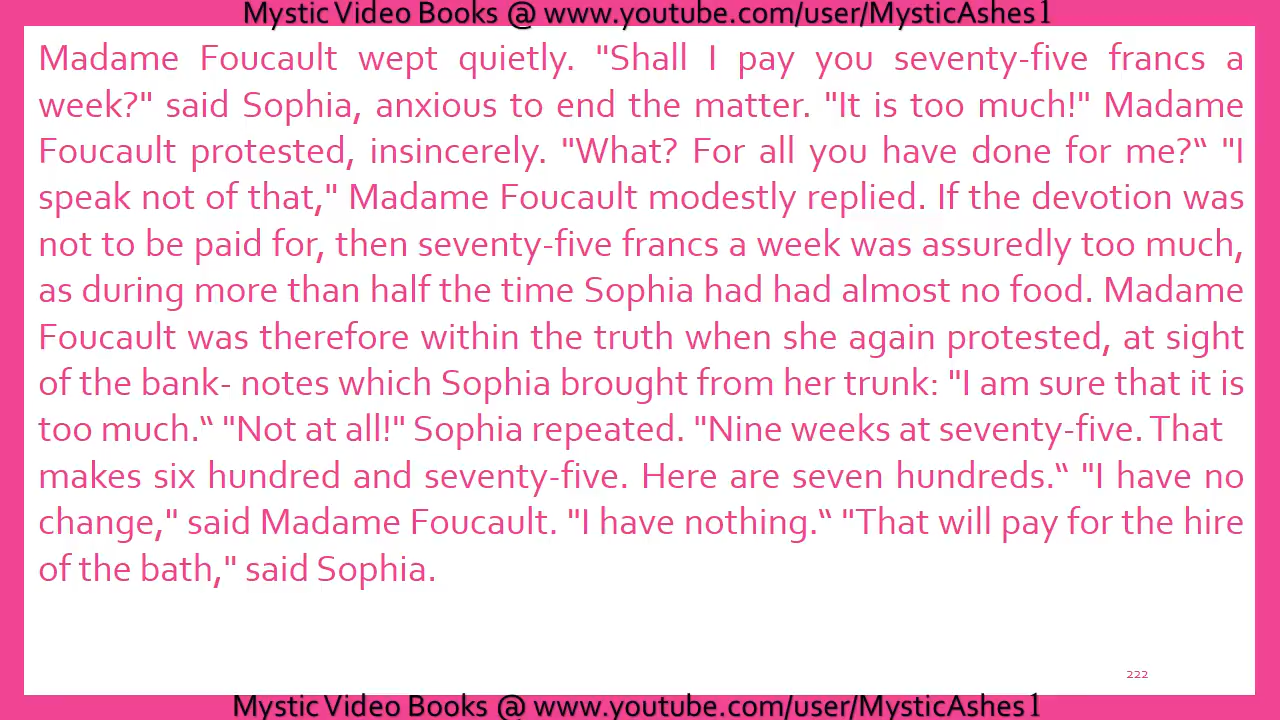 Mystic Video Books @ www.youtube.com/user/MysticAshes1
Madame Foucault wept quietly. "Shall I pay you seventy-five francs a
week?" said Sophia, anxious to end the matter. "It is too much!" Madame
Foucault protested, insincerely. "What? For all you have done for me?“ "I
speak not of that," Madame Foucault modestly replied. If the devotion was
not to be paid for, then seventy-five francs a week was assuredly too much,
as during more than half the time Sophia had had almost no food. Madame
Foucault was therefore within the truth when she again protested, at sight
of the bank- notes which Sophia brought from her trunk: "I am sure that it is
too much.“ "Not at all!" Sophia repeated. "Nine weeks at seventy-five. That
makes six hundred and seventy-five. Here are seven hundreds.“ "I have no
change," said Madame Foucault. "I have nothing.“ "That will pay for the hire
of the bath," said Sophia.
222
Mystic Video Books @ www.youtube.com/user/MysticAshes1